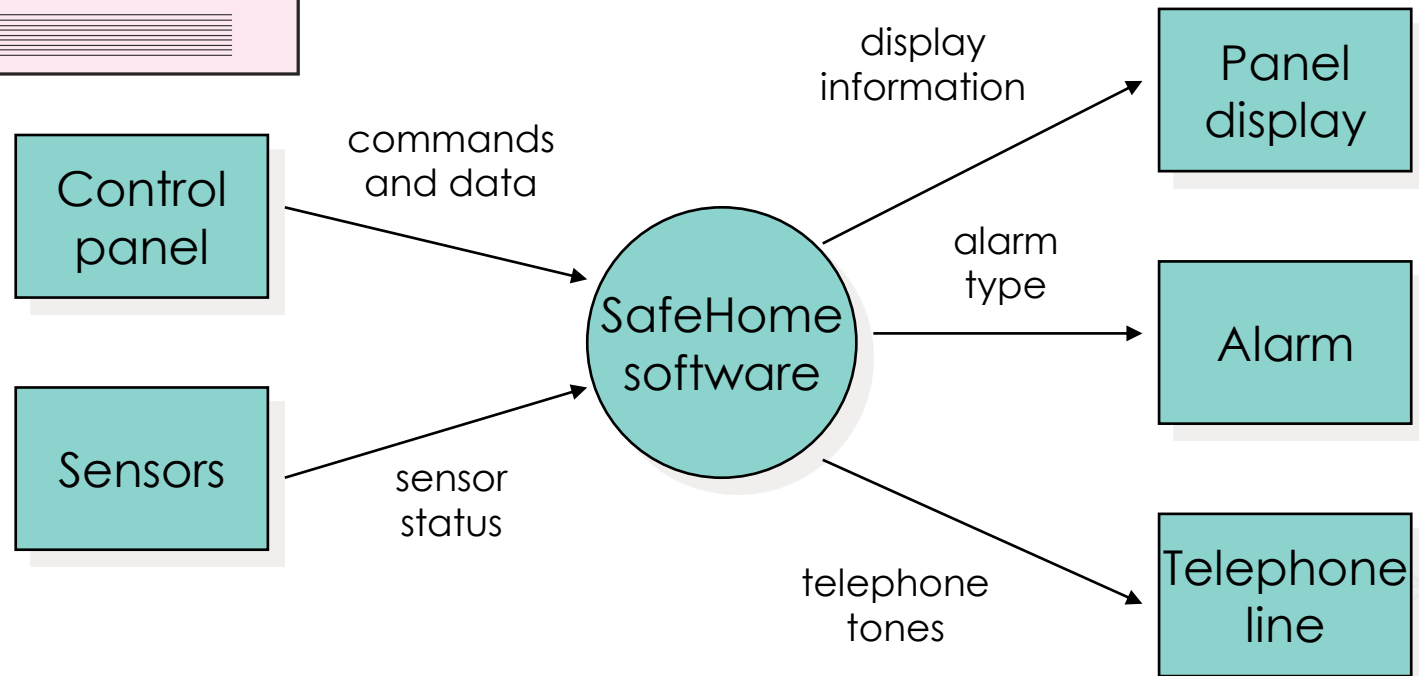 display
information
Panel
display
commands
and data
Control
panel
alarm
type
SafeHome
software
Alarm
Sensors
sensor
status
telephone
tones
Telephone
line